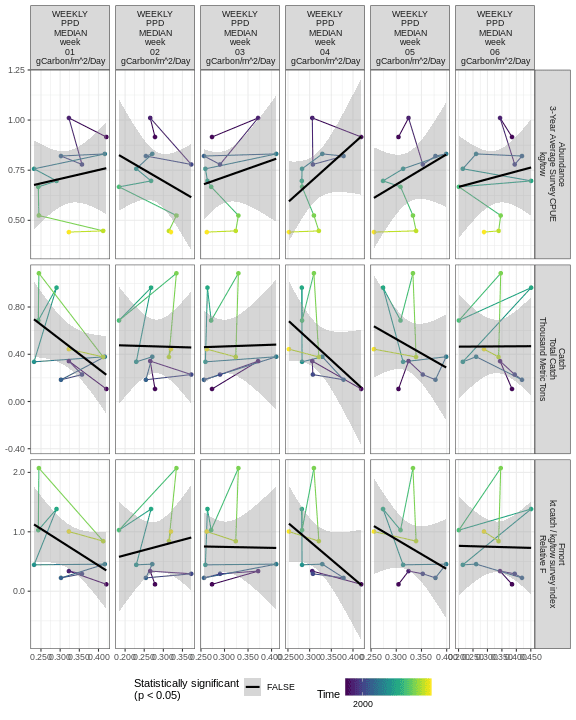 WEEKLY
PPD
MEDIAN
week
01
gCarbon/m^2/Day
WEEKLY
PPD
MEDIAN
week
02
gCarbon/m^2/Day
WEEKLY
PPD
MEDIAN
week
03
gCarbon/m^2/Day
WEEKLY
PPD
MEDIAN
week
04
gCarbon/m^2/Day
WEEKLY
PPD
MEDIAN
week
05
gCarbon/m^2/Day
WEEKLY
PPD
MEDIAN
week
06
gCarbon/m^2/Day
1.25
1.00
0.75
0.50
Abundance
3-Year Average Survey CPUE
kg/tow
0.80
0.40
0.00
-0.40
Catch
Total Catch
Thousand Metric Tons
2.0
1.0
0.0
Fmort
kt catch / kg/tow survey index
Relative F
0.250 0.300 0.350 0.400
0.200 0.250 0.300 0.350
0.250 0.300 0.350 0.400
0.250 0.300 0.350 0.400
0.300 0.350 0.400
0.200 0.250 0.300 0.350 0.400 0.450
Statistically significant
(p < 0.05)
FALSE
Time
2000